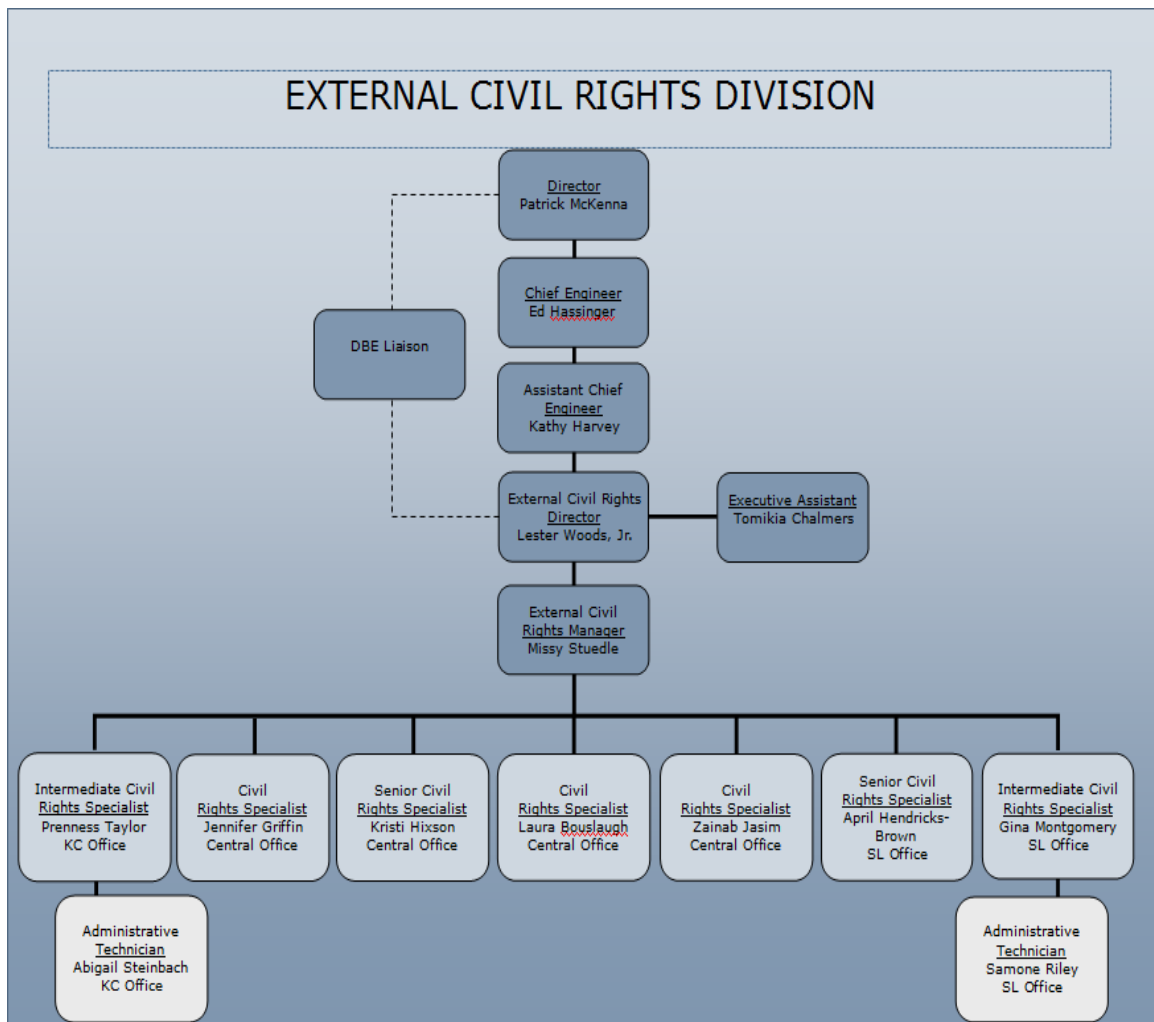 EXTERNAL CIVIL RIGHTS DIVISION
Director
Patrick McKenna
Chief Engineer
Ed Hassinger
DBE Liaison
Assistant Chief
Engineer
Kathy Harvey
External Civil Rights
Director
Lester Woods, Jr.
Executive Assistant
Tomikia Chalmers
External Civil
Rights Manager
Missy Stuedle
Intermediate Civil
Rights Specialist
Prenness Taylor
KC Office
Civil
Rights Specialist
Jennifer Griffin
Central Office
Senior Civil
Rights Specialist
Kristi Hixson
Central Office
Civil
Rights Specialist
Laura Bouslaugh
Central Office
Civil
Rights Specialist
Zainab Jasim
Central Office
Senior Civil
Rights Specialist
April Hendricks-
Brown
SL Office
Intermediate Civil
Rights Specialist
Gina Montgomery
SL Office
Administrative
Technician
Abigail Steinbach
KC Office
Administrative
Technician
Samone Riley
SL Office